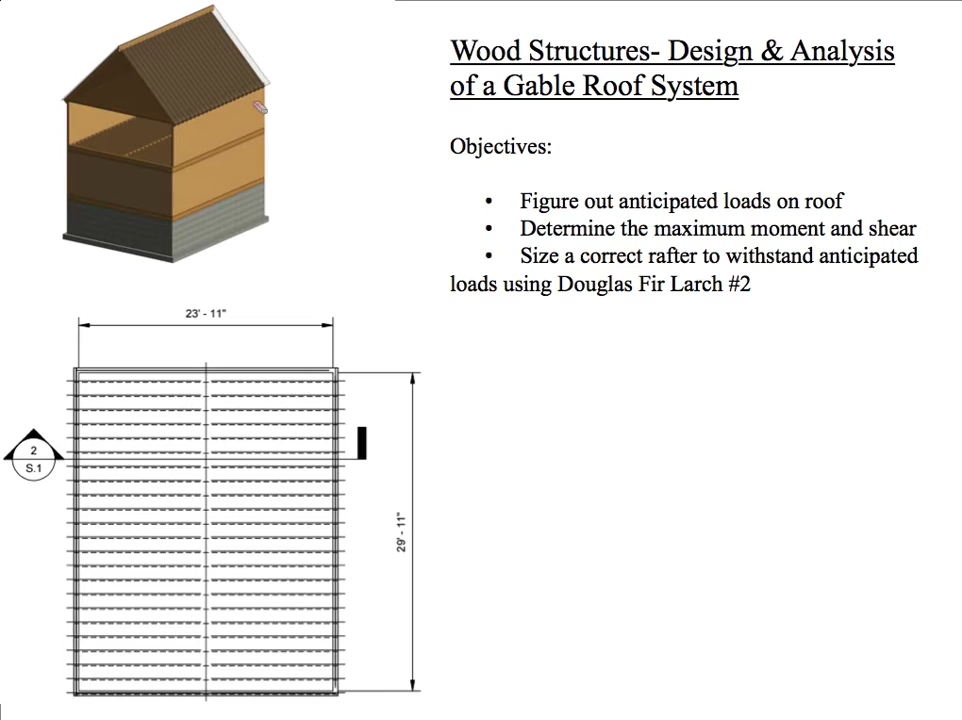 Wood Structures- Design & Analysis
of a Gable Roof System
Objectives:
• Figure out anticipated loads on roof
• Determine the maximum moment and shear
• Size a correct rafter to withstand anticipated
loads using Douglas Fir Larch #2
23' - 11"
2
S.1
29' - 11"